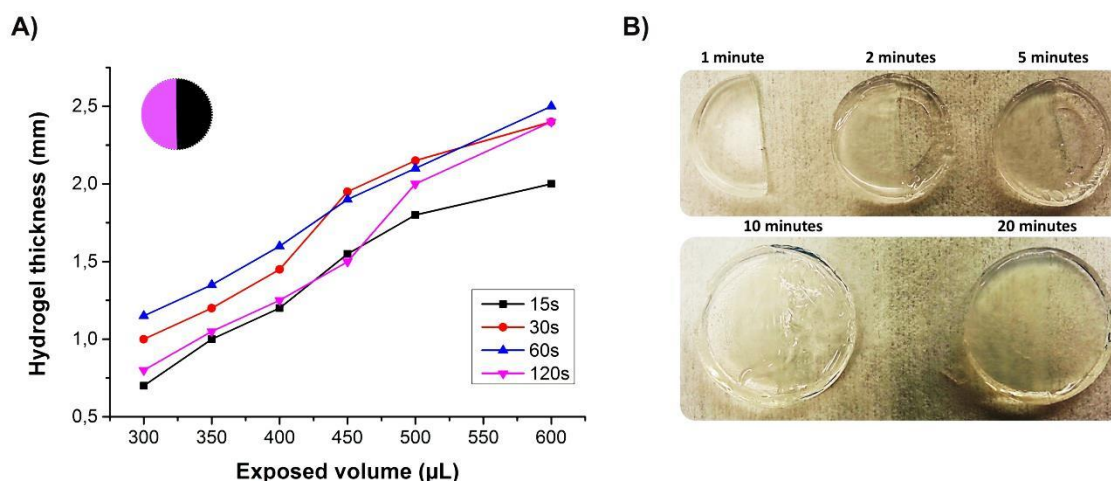 A)
Hydrogel thickness (mm)
2,5
2,0
1,5
1,0
0,5
300 350 400 450 500 550 600
Exposed volume (µL)
15s
30s
60s
120s
B)
1 minute 2 minutes 5 minutes
10 minutes 20 minutes